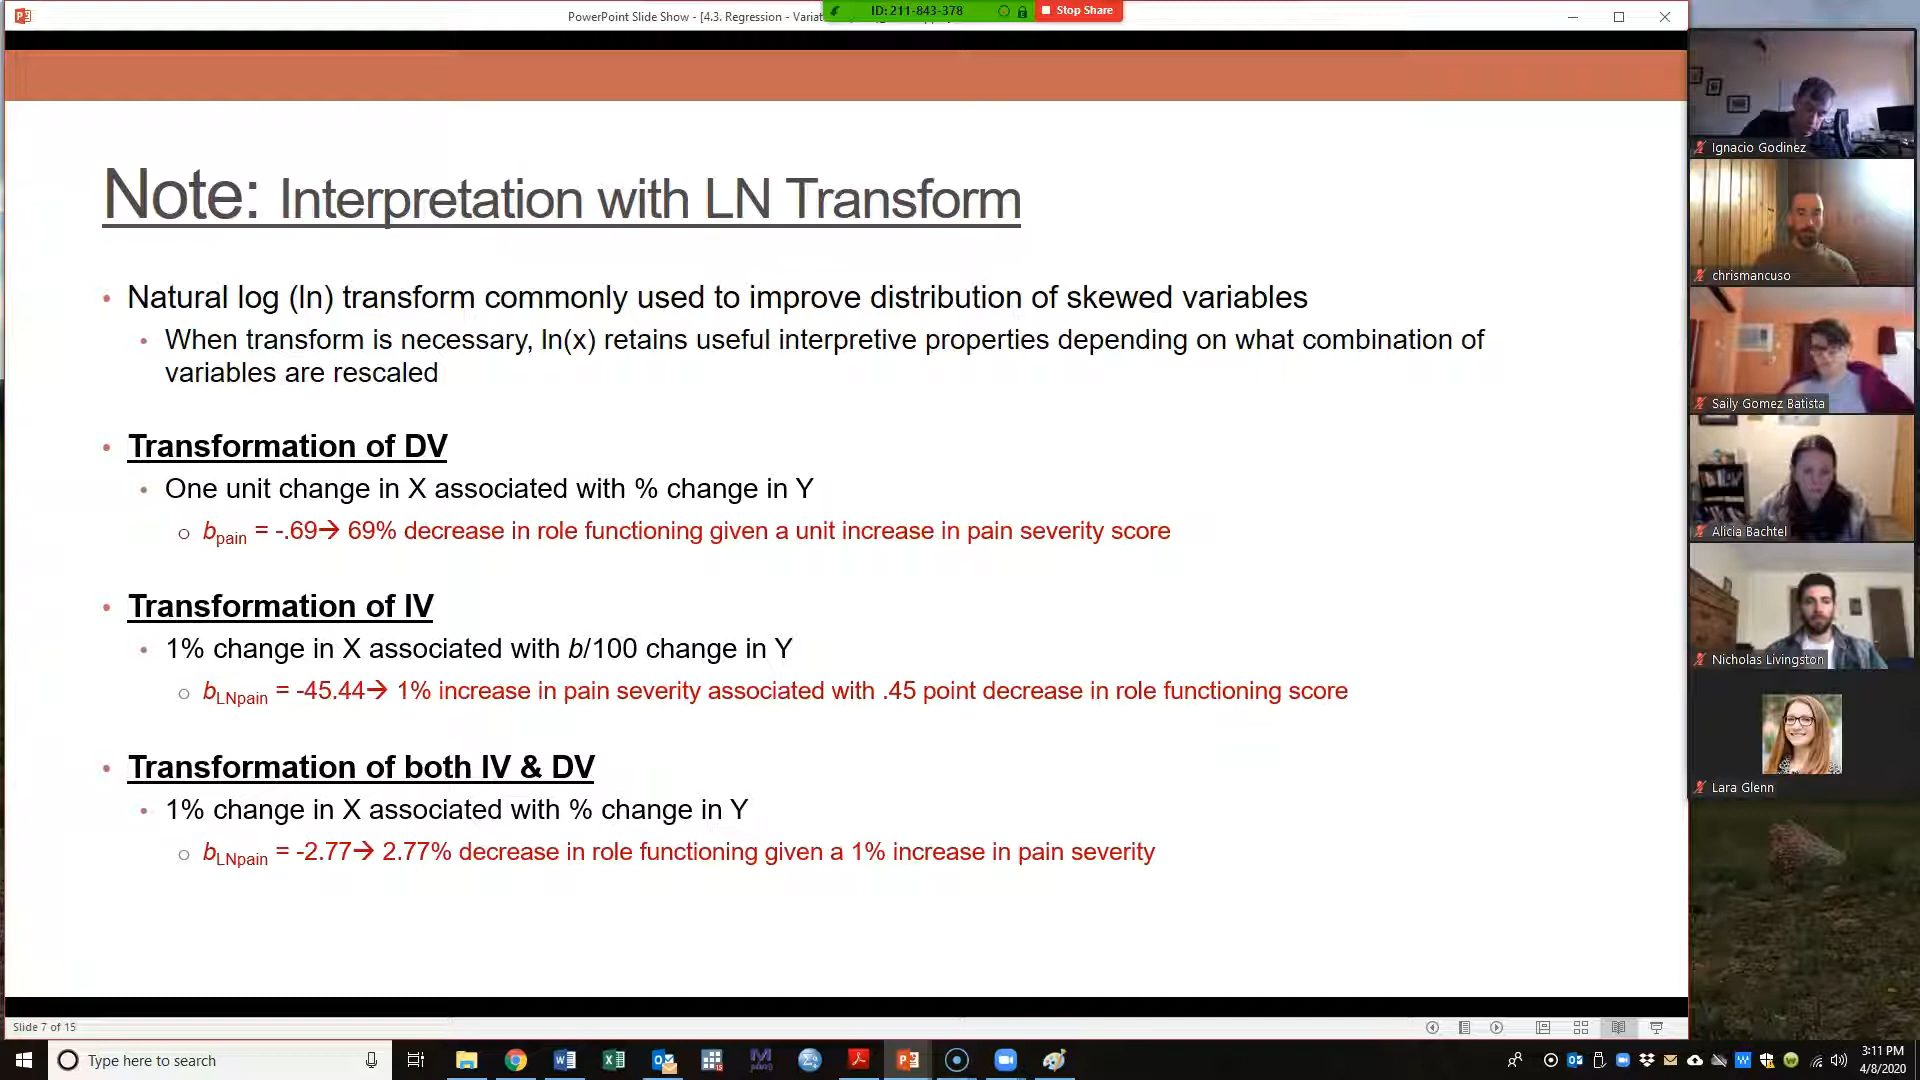 PowerPoint Slide Show - [4.3. Regression - Variat
ID: 211-843-378
Stop Share
Note: Interpretation with LN Transform
• Natural log (ln) transform commonly used to improve distribution of skewed variables
• When transform is necessary, ln(x) retains useful interpretive properties depending on what combination of
variables are rescaled
• Transformation of DV
• One unit change in X associated with % change in Y
○ bpain = -.69→ 69% decrease in role functioning given a unit increase in pain severity score
• Transformation of IV
• 1% change in X associated with b/100 change in Y
○ bLNpain = -45.44→ 1% increase in pain severity associated with .45 point decrease in role functioning score
• Transformation of both IV & DV
• 1% change in X associated with % change in Y
○ bLNpain = -2.77→ 2.77% decrease in role functioning given a 1% increase in pain severity
Ignacio Godinez
chrismancuso
Saily Gomez Batista
Alicia Bachtel
Nicholas Livingston
Lara Glenn
Slide 7 of 15
Type here to search
3:11 PM
4/8/2020